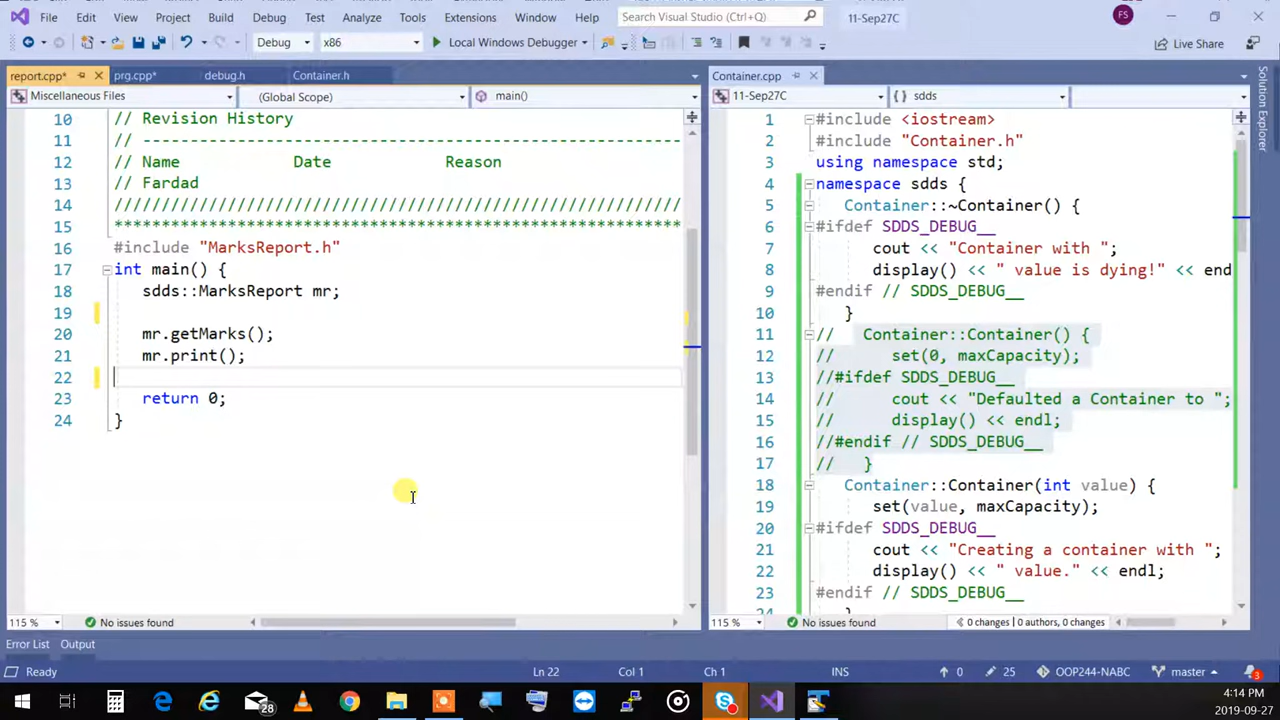 File Edit View Project Build Debug Test Analyze Tools Extensions Window Help Search Visual Studio (Ctrl+Q) 11-Sep27C FS
Debug x86 Local Windows Debugger Live Share
report.cpp* prg.cpp* debug.h Container.h
Miscellaneous Files (Global Scope) main()
10 // Revision History
11 // -----------------------------------------------------------
12 // Name Date Reason
13 // Fardad
14 /////////////////////////////////////////////////////////////
15 *************************************************************
16 #include "MarksReport.h"
17 int main() {
18 sdds::MarksReport mr;
19
20 mr.getMarks();
21 mr.print();
22
23 return 0;
24 }
115 % No issues found
Container.cpp
11-Sep27C sdds
1 #include <iostream>
2 #include "Container.h"
3 using namespace std;
4 namespace sdds {
5 Container::~Container() {
6 #ifdef SDDS_DEBUG__
7 cout << "Container with ";
8 display() << " value is dying!" << end
9 #endif // SDDS_DEBUG__
10 }
11 // Container::Container() {
12 // set(0, maxCapacity);
13 //#ifdef SDDS_DEBUG__
14 // cout << "Defaulted a Container to ";
15 // display() << endl;
16 //#endif // SDDS_DEBUG__
17 // }
18 Container::Container(int value) {
19 set(value, maxCapacity);
20 #ifdef SDDS_DEBUG__
21 cout << "Creating a container with ";
22 display() << " value." << endl;
23 #endif // SDDS_DEBUG__
24 }
115 % No issues found 0 changes | 0 authors, 0 changes
Solution Explorer
Error List Output
Ready Ln 22 Col 1 Ch 1 INS 0 25 OOP244-NABC master 3
28
4:14 PM
2019-09-27